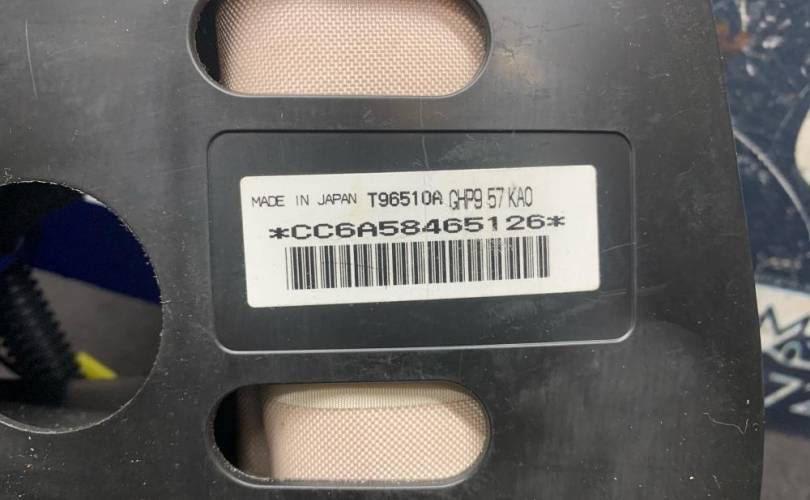 MADE IN JAPAN T96510A GHP9 57 KA0
*CC6A58465126*